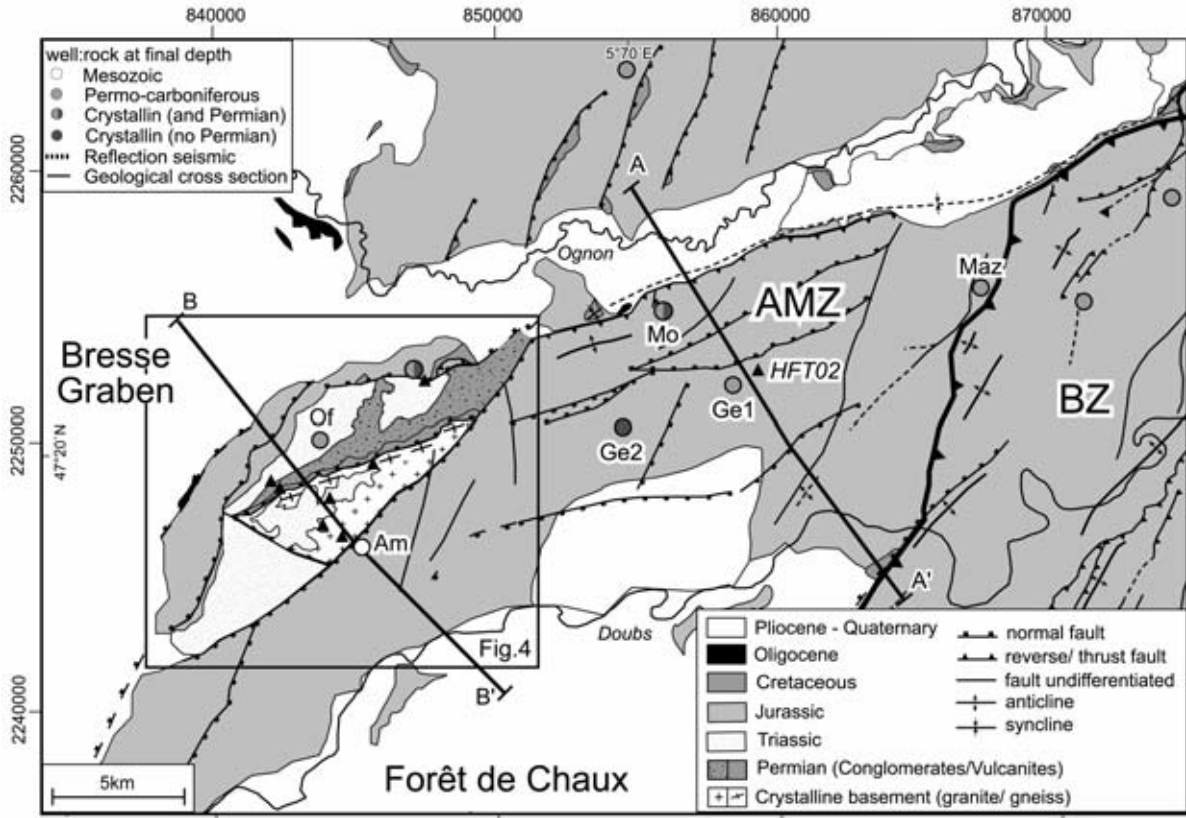 840000
850000
860000
870000
well:rock at final depth
Mesozoic
Permo-carboniferous
Crystallin (and Permian)
Crystallin (no Permian)
Reflection seismic
Geological cross section
5°70 E
2260000
A
Ognon
Maz
AMZ
B
Mo
Bresse
Graben
HFT02
BZ
Ge1
Of
Ge2
2250000
47°20'N
Am
A'
Doubs
Fig.4
B'
2240000
Pliocene - Quaternary
Oligocene
Cretaceous
Jurassic
Triassic
Permian (Conglomerates/Vulcanites)
Crystalline basement (granite/ gneiss)
normal fault
reverse/ thrust fault
fault undifferentiated
anticline
syncline
5km
Forêt de Chaux